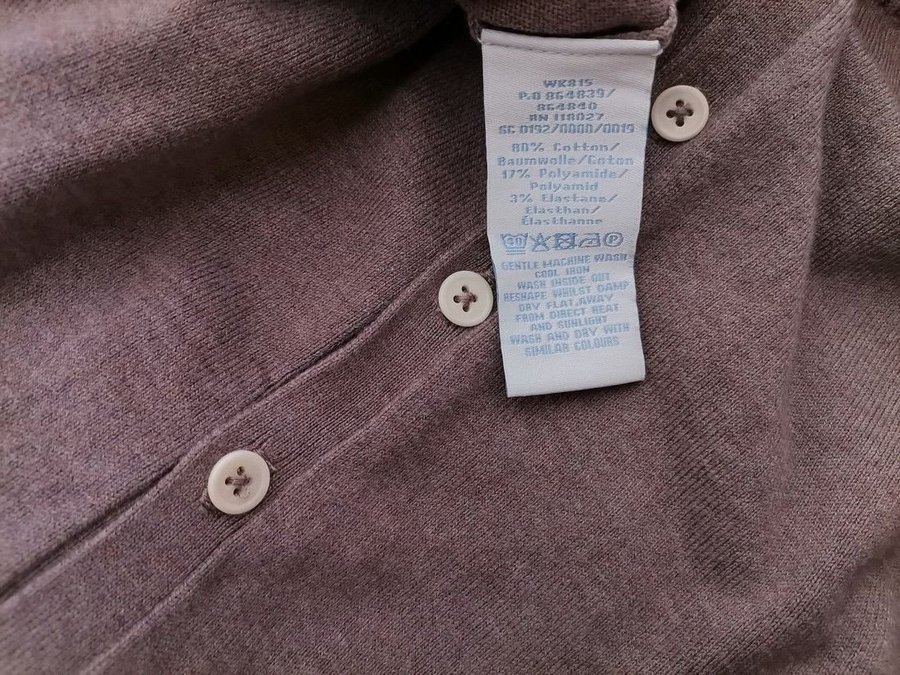 WK815
P.O 864839/
864840
RN 118027
SC 0192/0000/0019
80% Cotton/
Baumwolle/Coton
17% Polyamide/
Polyamid
3% Elastane/
Elasthan/
Élasthanne
30 P
GENTLE MACHINE WASH
COOL IRON
WASH INSIDE OUT
RESHAPE WHILST DAMP
DRY FLAT,AWAY
FROM DIRECT HEAT
AND SUNLIGHT
WASH AND DRY WITH
SIMILAR COLOURS